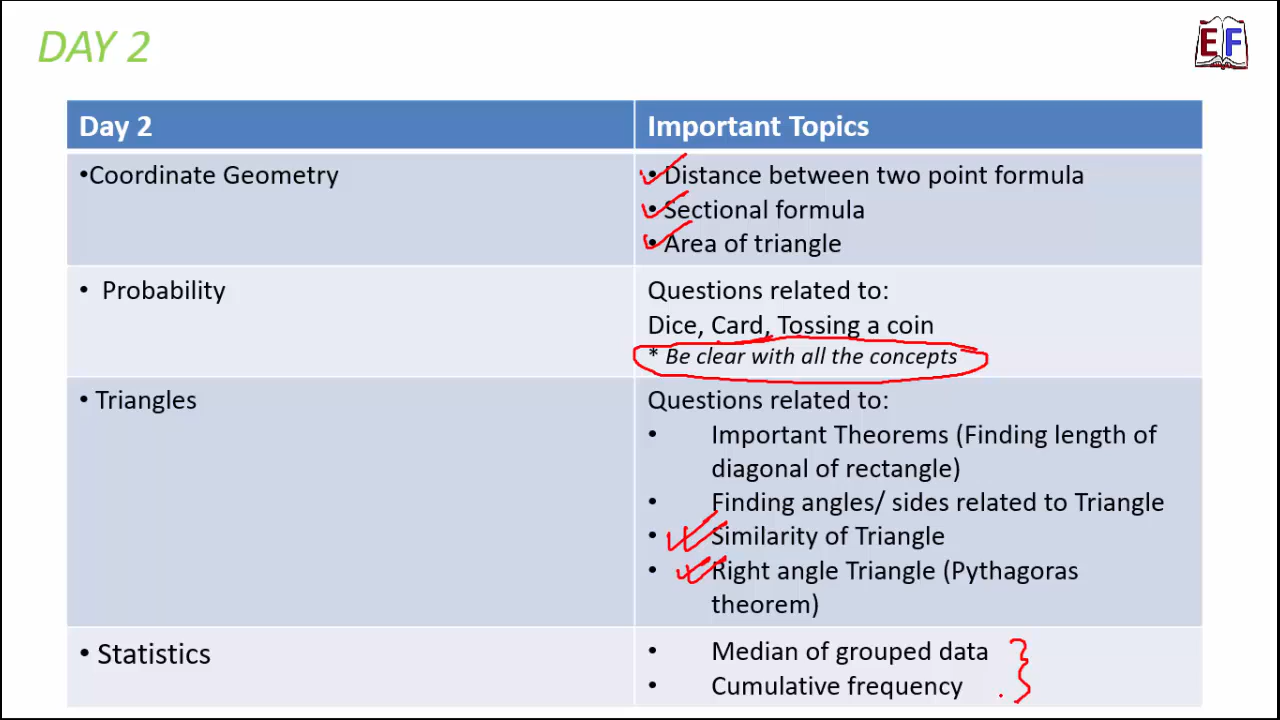 DAY 2
EF
Day 2
Important Topics
•Coordinate Geometry
• Distance between two point formula
• Sectional formula
• Area of triangle
• Probability
Questions related to:
Dice, Card, Tossing a coin
* Be clear with all the concepts
• Triangles
Questions related to:
• Important Theorems (Finding length of
diagonal of rectangle)
• Finding angles/ sides related to Triangle
• Similarity of Triangle
• Right angle Triangle (Pythagoras
theorem)
• Statistics
• Median of grouped data
• Cumulative frequency